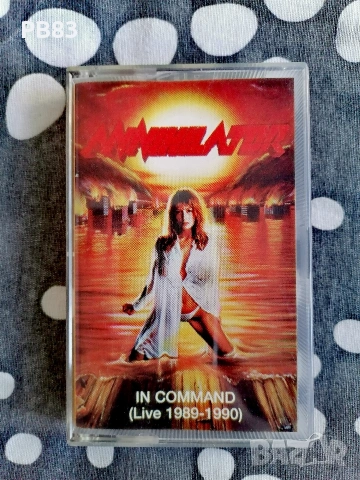 PB83
ANNIHILATOR
IN COMMAND
(Live 1989-1990)
bazar